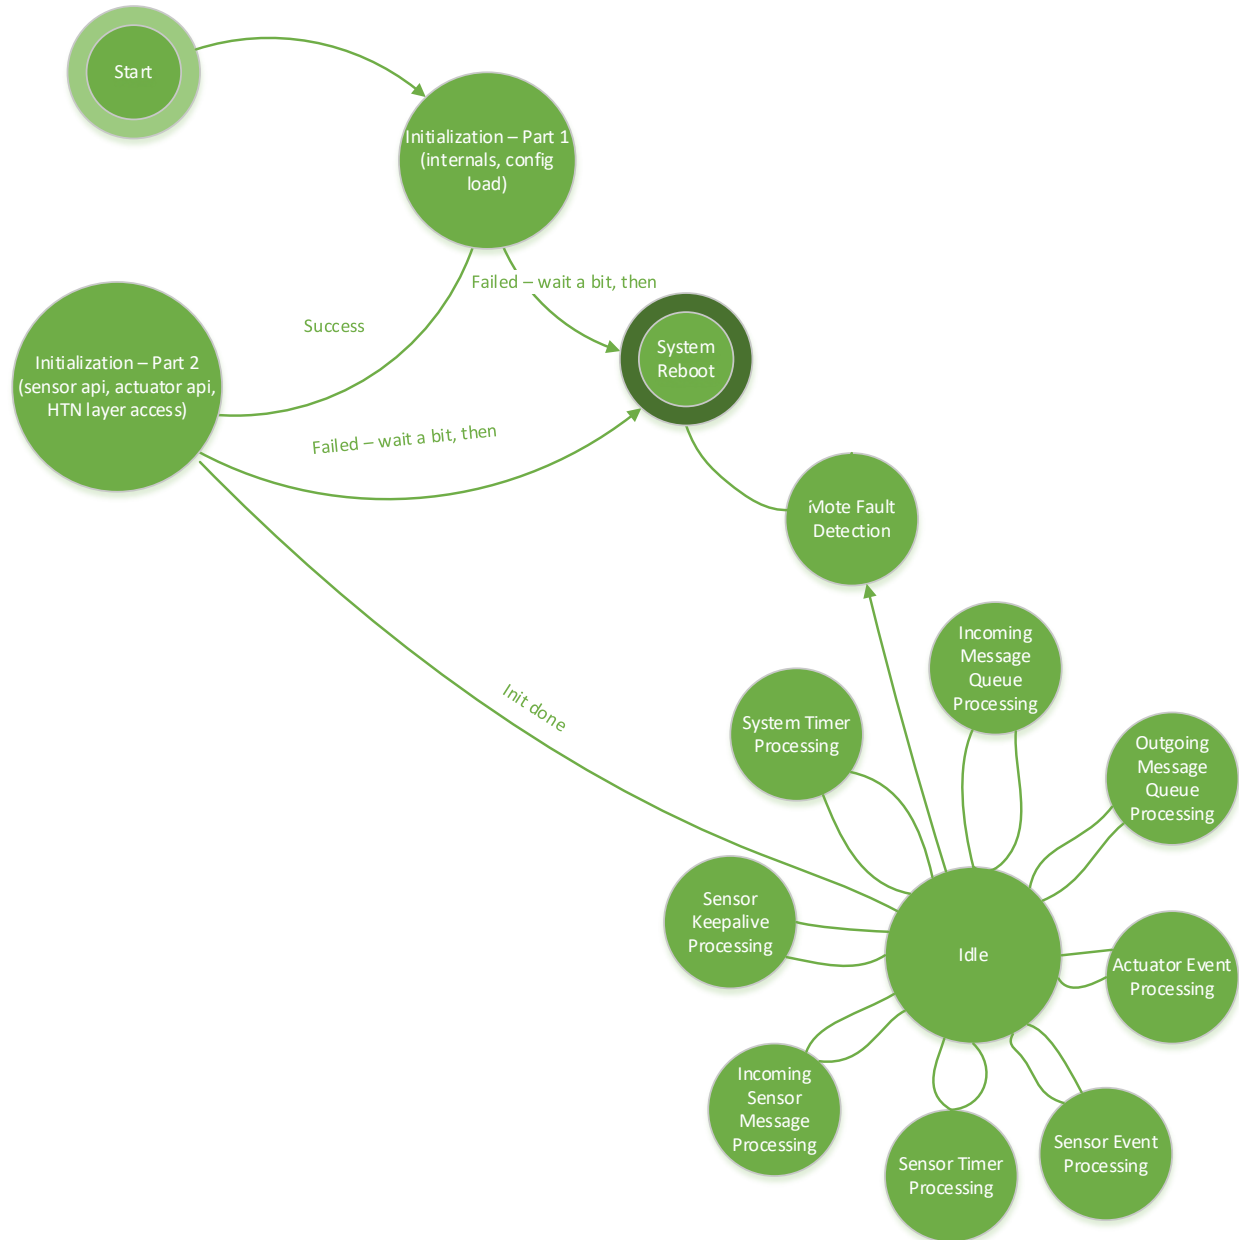 Start
Initialization – Part 1
(internals, config
load)
Failed – wait a bit, then
Success
System
Reboot
Initialization – Part 2
(sensor api, actuator api,
HTN layer access)
Failed – wait a bit, then
iMote Fault
Detection
Init done
Incoming
Message
Queue
Processing
System Timer
Processing
Outgoing
Message
Queue
Processing
Sensor
Keepalive
Processing
Idle
Actuator Event
Processing
Incoming
Sensor
Message
Processing
Sensor Timer
Processing
Sensor Event
Processing